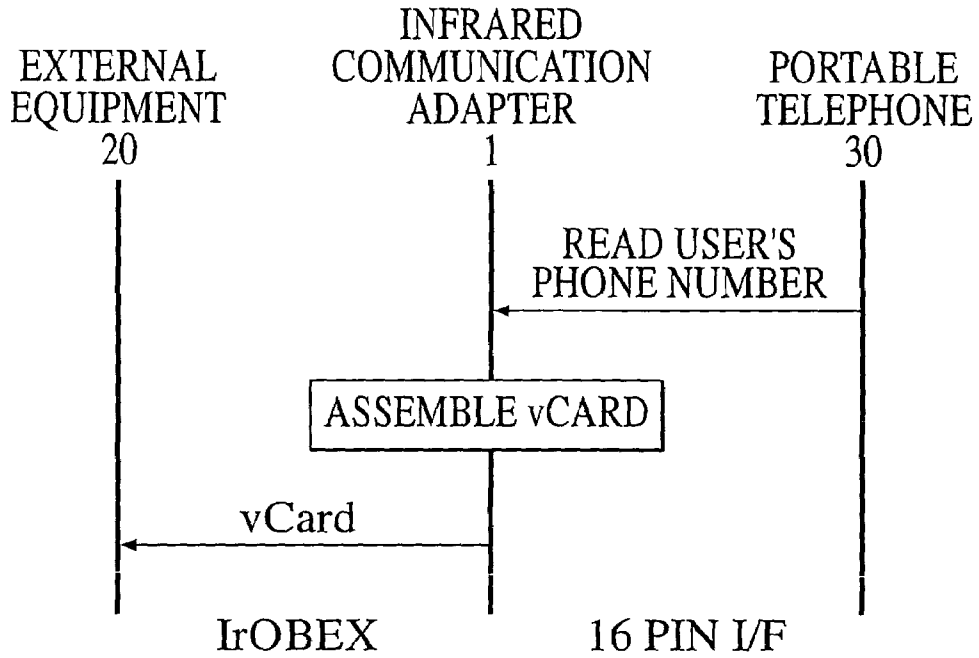 EXTERNAL
EQUIPMENT
20
INFRARED
COMMUNICATION
ADAPTER
1
PORTABLE
TELEPHONE
30
READ USER'S
PHONE NUMBER
ASSEMBLE vCARD
vCard
IrOBEX
16 PIN I/F